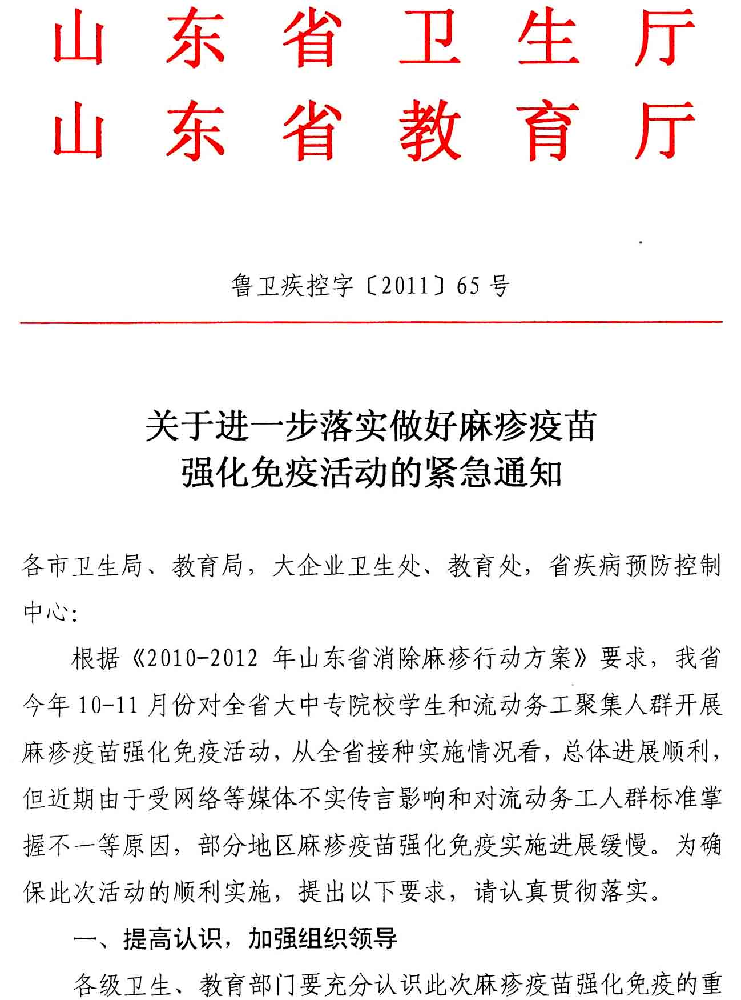 山东省卫生厅
山东省教育厅
鲁卫疾控字〔2011〕65号
关于进一步落实做好麻疹疫苗
强化免疫活动的紧急通知
各市卫生局、教育局，大企业卫生处、教育处，省疾病预防控制
中心：
根据《2010-2012 年山东省消除麻疹行动方案》要求，我省
今年10-11月份对全省大中专院校学生和流动务工聚集人群开展
麻疹疫苗强化免疫活动，从全省接种实施情况看，总体进展顺利，
但近期由于受网络等媒体不实传言影响和对流动务工人群标准掌
握不一等原因，部分地区麻疹疫苗强化免疫实施进展缓慢。为确
保此次活动的顺利实施，提出以下要求，请认真贯彻落实。
一、提高认识，加强组织领导
各级卫生、教育部门要充分认识此次麻疹疫苗强化免疫的重